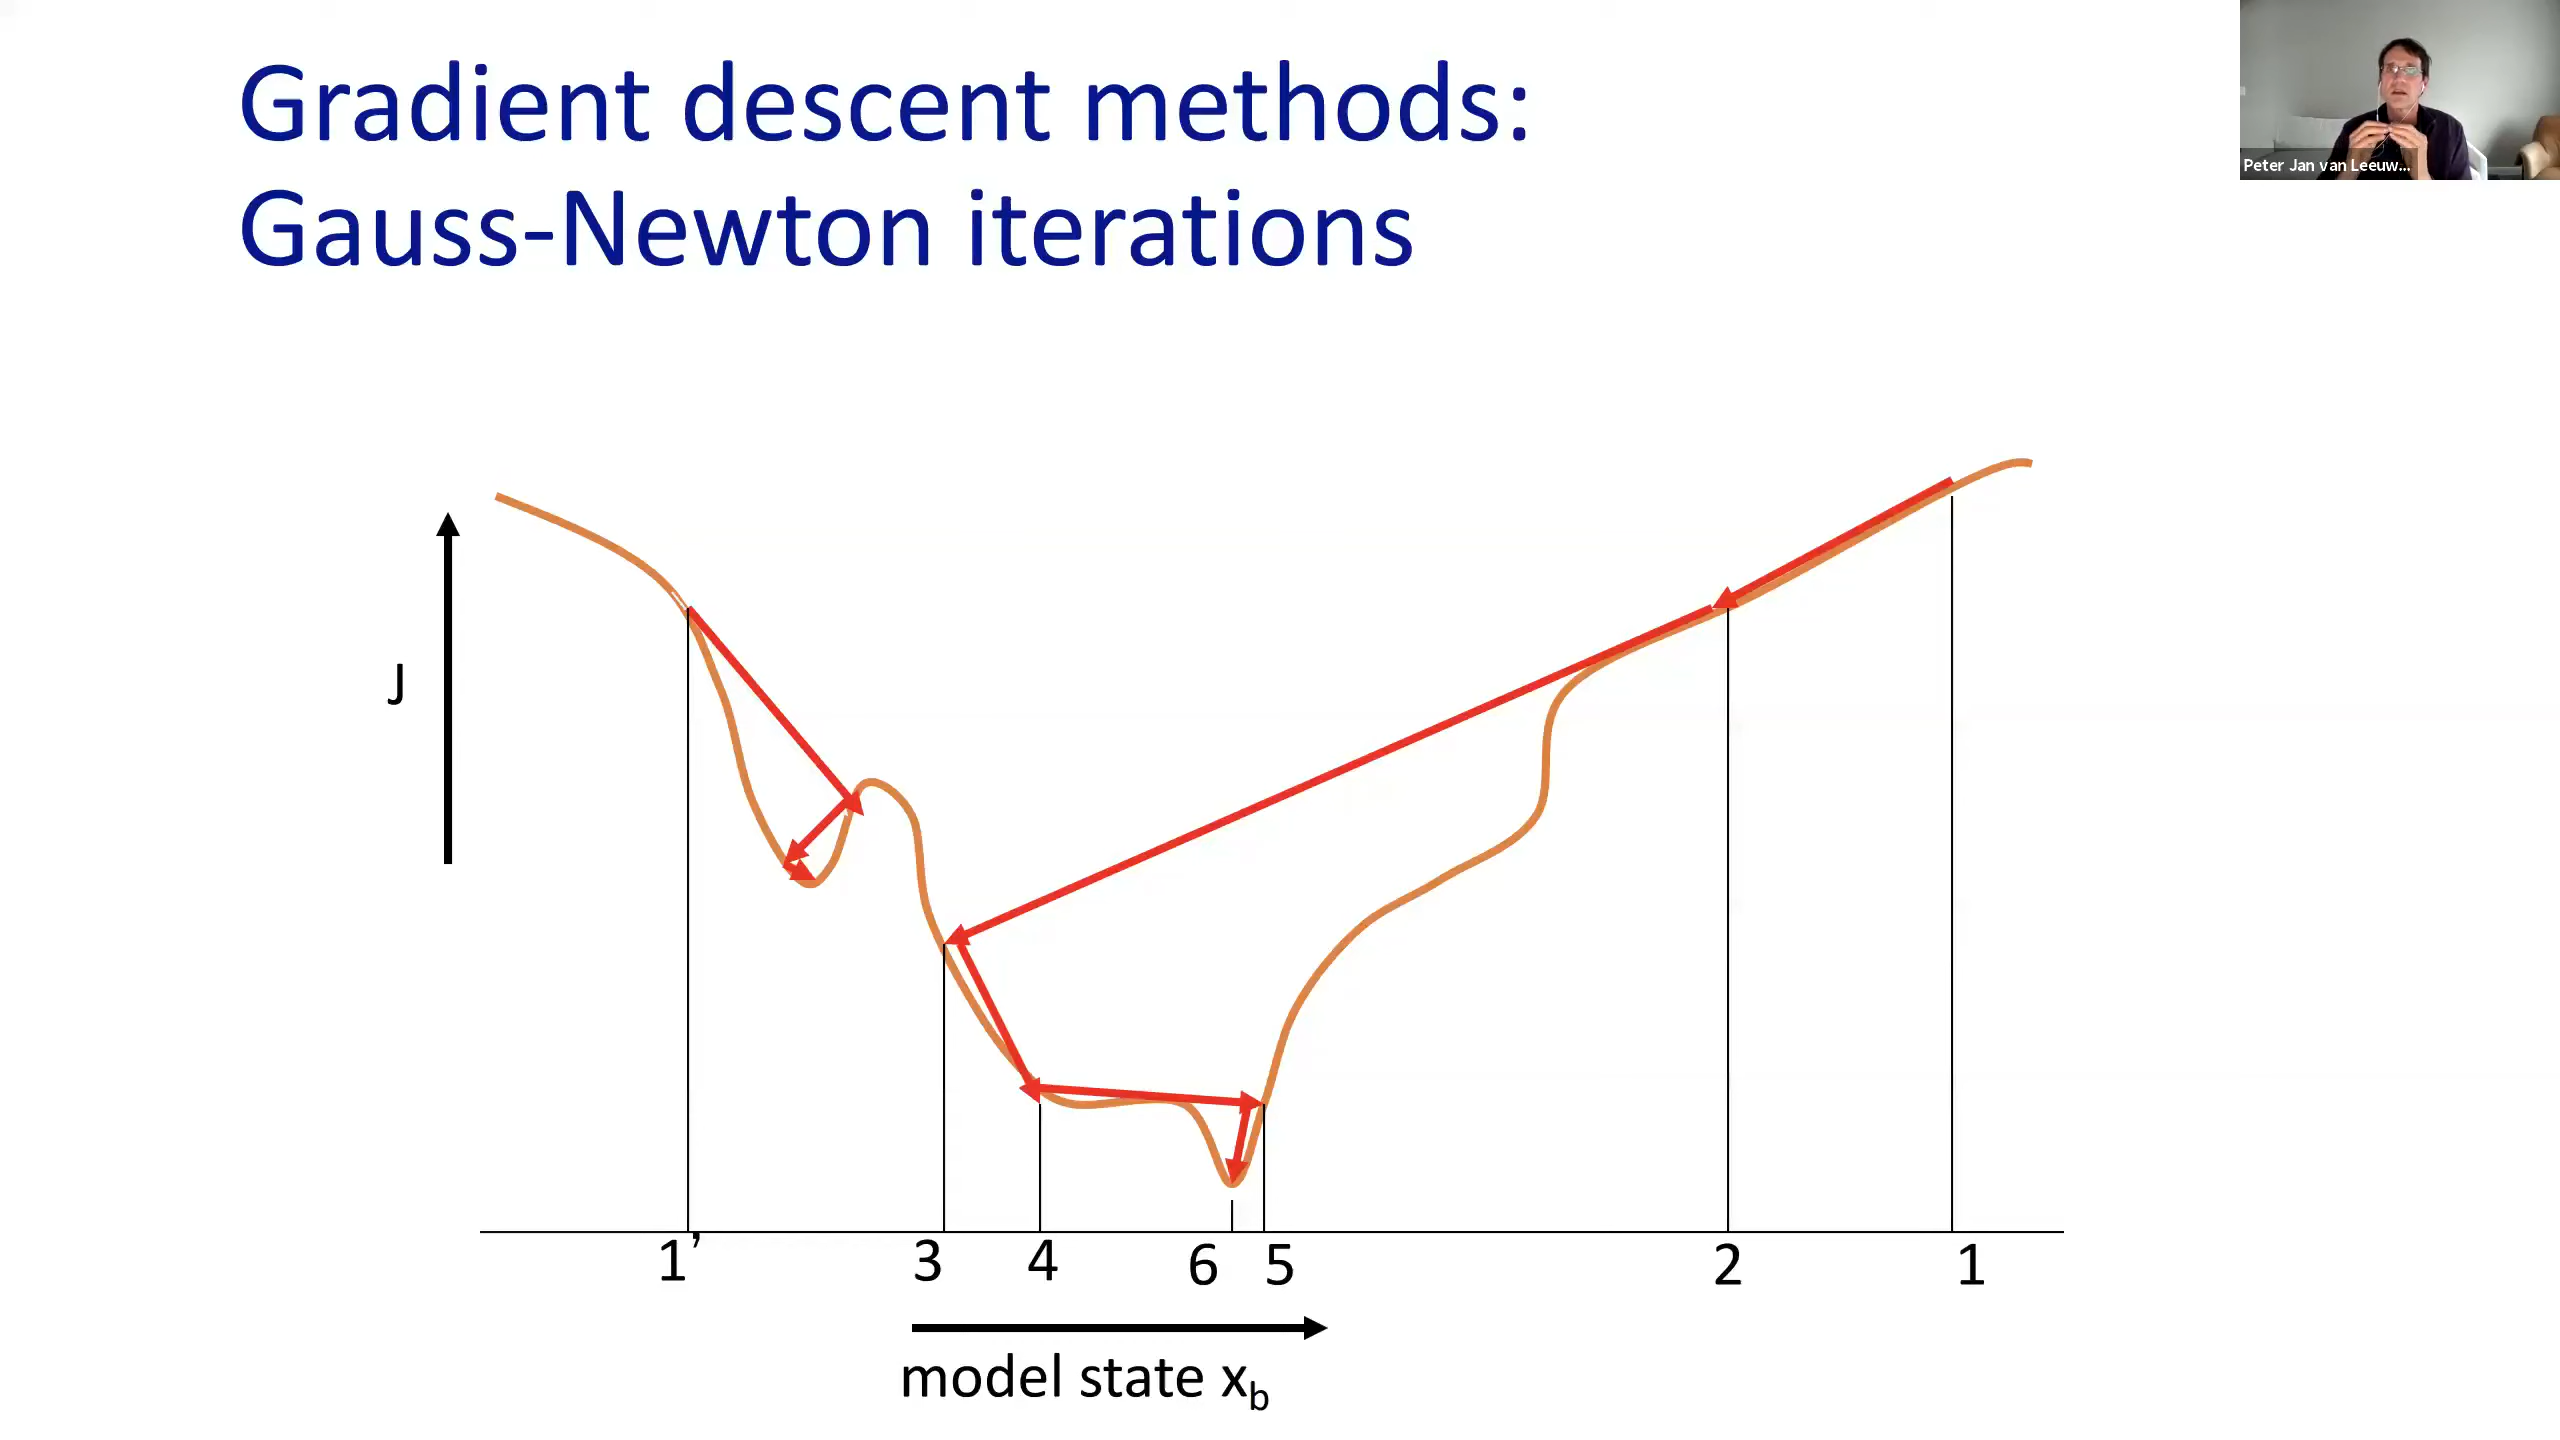 Gradient descent methods:
Gauss-Newton iterations
Peter Jan van Leeuw...
J
1’ 3 4 6 5 2 1
model state xb